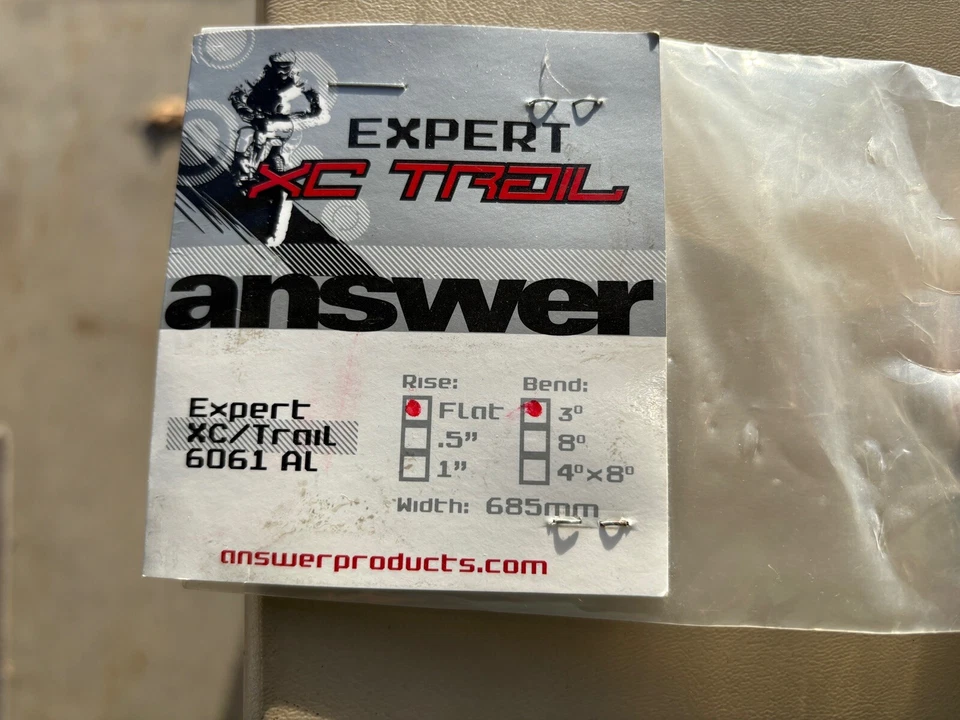 EXPERT
XC TRAIL
answer
Expert
XC/Trail
6061 AL
Rise:
Flat
.5”
1”
Bend:
3°
8°
4°x8°
Width: 685mm
answerproducts.com